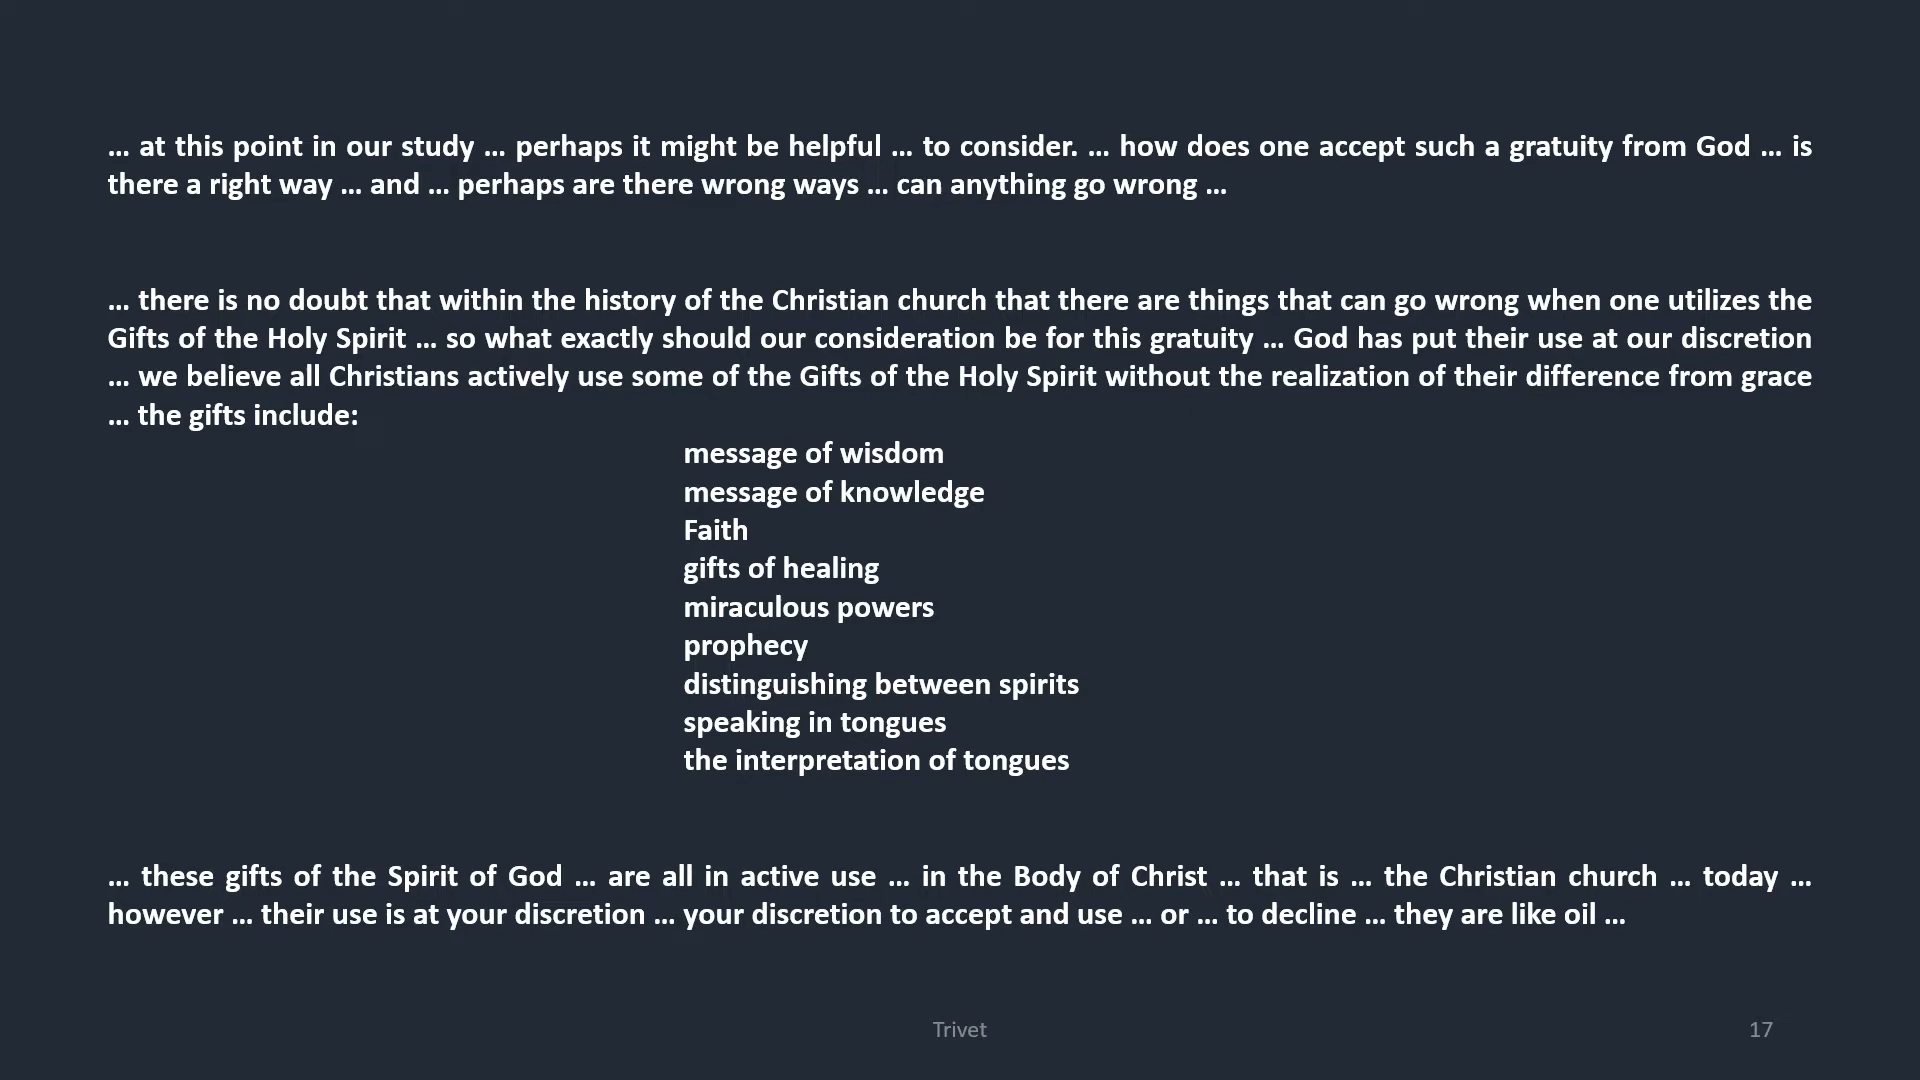 … at this point in our study … perhaps it might be helpful … to consider. … how does one accept such a gratuity from God … is
there a right way … and … perhaps are there wrong ways … can anything go wrong …
… there is no doubt that within the history of the Christian church that there are things that can go wrong when one utilizes the
Gifts of the Holy Spirit … so what exactly should our consideration be for this gratuity … God has put their use at our discretion
… we believe all Christians actively use some of the Gifts of the Holy Spirit without the realization of their difference from grace
… the gifts include:
message of wisdom
message of knowledge
Faith
gifts of healing
miraculous powers
prophecy
distinguishing between spirits
speaking in tongues
the interpretation of tongues
… these gifts of the Spirit of God … are all in active use … in the Body of Christ … that is … the Christian church … today …
however … their use is at your discretion … your discretion to accept and use … or … to decline … they are like oil …
Trivet
17